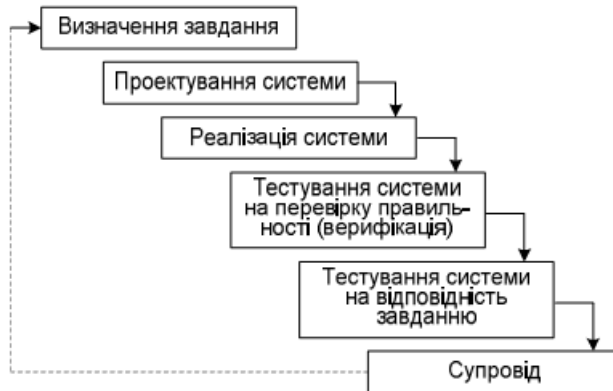 Визначення завдання
Проектування системи
Реалізація системи
Тестування системи
на перевірку правиль-
ності (верифікація)
Тестування системи
на відповідність
завданню
Супровід